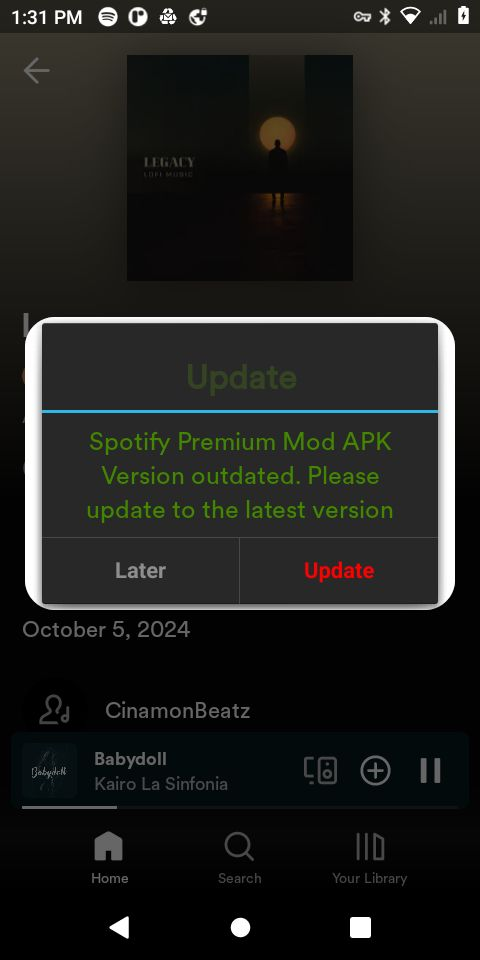 1:31 PM
LEGACY
LOFI MUSIC
Update
Spotify Premium Mod APK
Version outdated. Please
update to the latest version
Later
Update
October 5, 2024
CinamonBeatz
Babydoll
Babydoll
Kairo La Sinfonia
Home
Search
Your Library